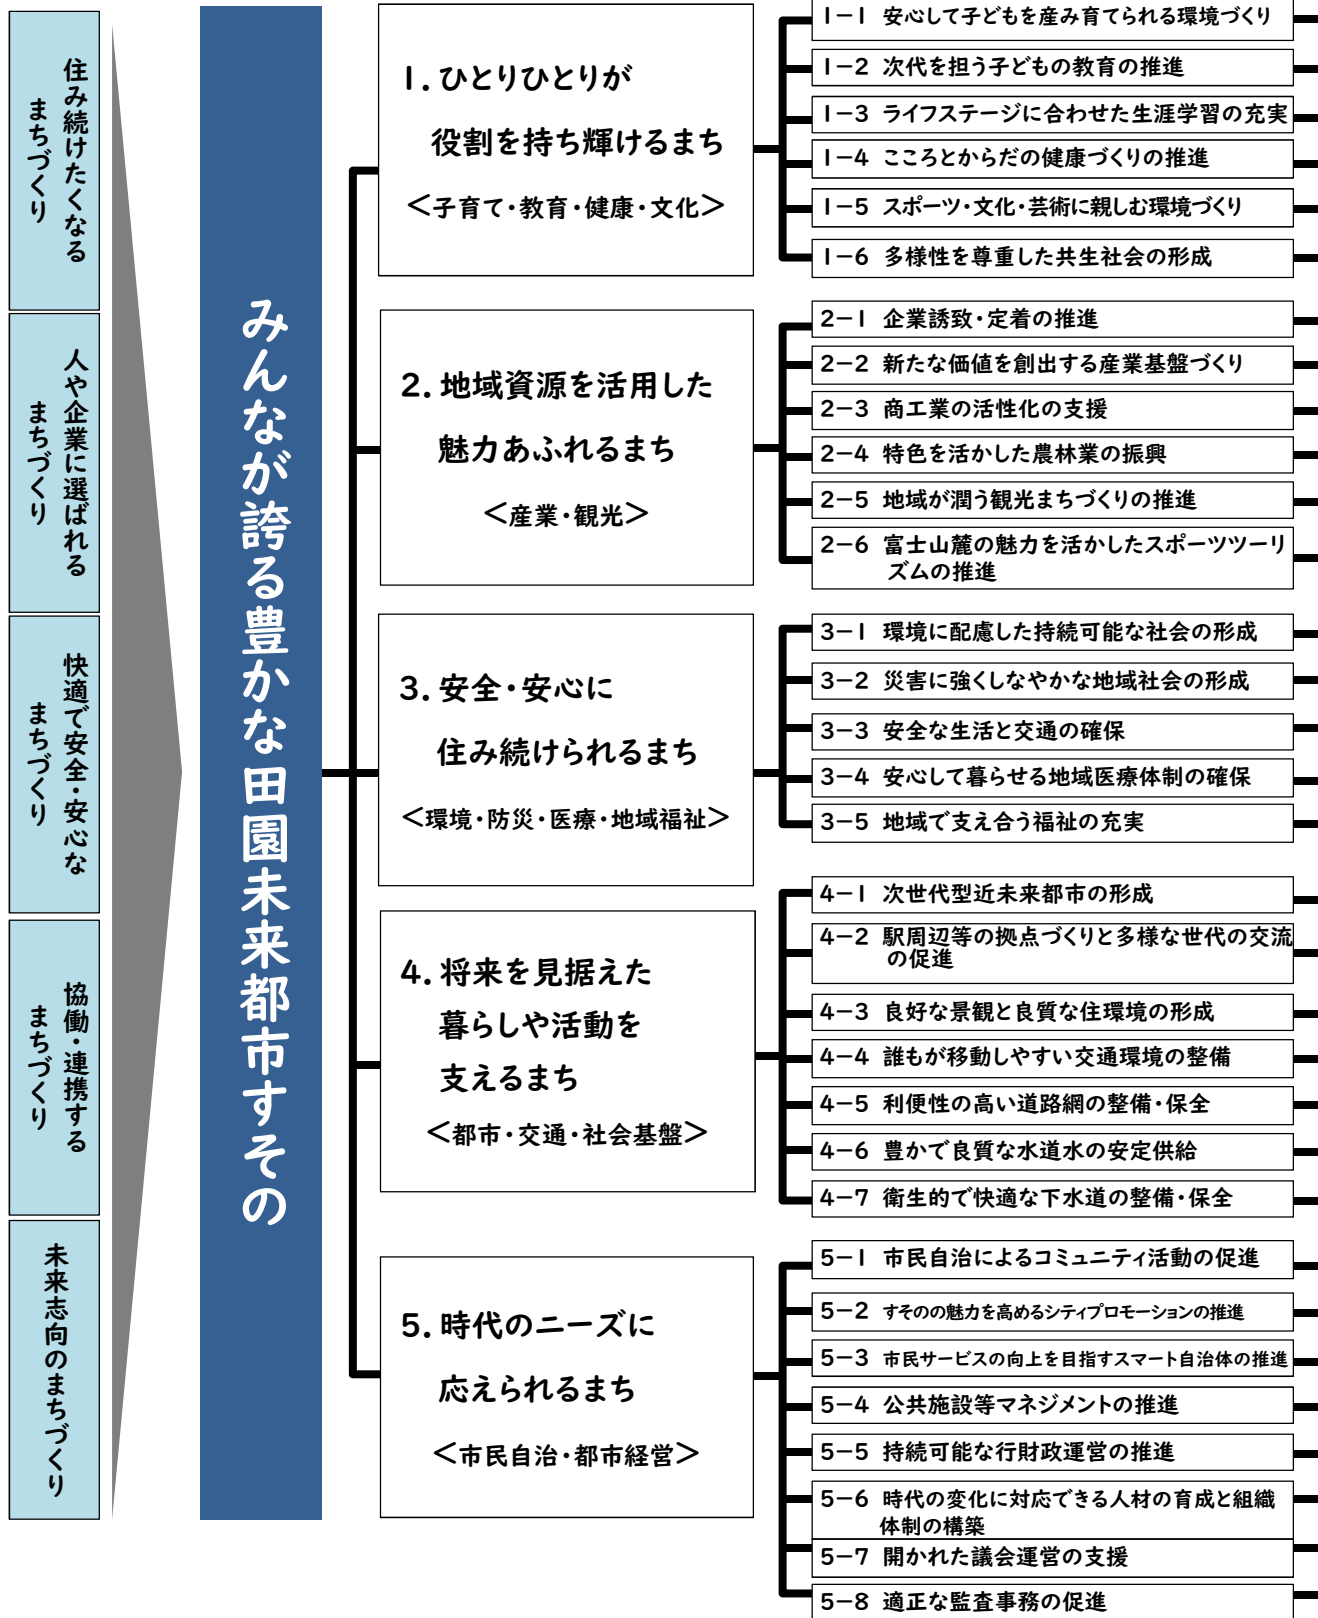 住み続けたくなる
まちづくり
人や企業に選ばれる
まちづくり
快適で安全・安心な
まちづくり
協働・連携する
まちづくり
未来志向のまちづくり
みんなが誇る豊かな田園未来都市すその
1.ひとりひとりが
役割を持ち輝けるまち
<子育て・教育・健康・文化>
1-1 安心して子どもを産み育てられる環境づくり
1-2 次代を担う子どもの教育の推進
1-3 ライフステージに合わせた生涯学習の充実
1-4 こころとからだの健康づくりの推進
1-5 スポーツ・文化・芸術に親しむ環境づくり
1-6 多様性を尊重した共生社会の形成
2.地域資源を活用した
魅力あふれるまち
<産業・観光>
2-1 企業誘致・定着の推進
2-2 新たな価値を創出する産業基盤づくり
2-3 商工業の活性化の支援
2-4 特色を活かした農林業の振興
2-5 地域が潤う観光まちづくりの推進
2-6 富士山麓の魅力を活かしたスポーツツーリ
ズムの推進
3.安全・安心に
住み続けられるまち
<環境・防災・医療・地域福祉>
3-1 環境に配慮した持続可能な社会の形成
3-2 災害に強くしなやかな地域社会の形成
3-3 安全な生活と交通の確保
3-4 安心して暮らせる地域医療体制の確保
3-5 地域で支え合う福祉の充実
4.将来を見据えた
暮らしや活動を
支えるまち
<都市・交通・社会基盤>
4-1 次世代型近未来都市の形成
4-2 駅周辺等の拠点づくりと多様な世代の交流
の促進
4-3 良好な景観と良質な住環境の形成
4-4 誰もが移動しやすい交通環境の整備
4-5 利便性の高い道路網の整備・保全
4-6 豊かで良質な水道水の安定供給
4-7 衛生的で快適な下水道の整備・保全
5.時代のニーズに
応えられるまち
<市民自治・都市経営>
5-1 市民自治によるコミュニティ活動の促進
5-2 すそのの魅力を高めるシティプロモーションの推進
5-3 市民サービスの向上を目指すスマート自治体の推進
5-4 公共施設等マネジメントの推進
5-5 持続可能な行財政運営の推進
5-6 時代の変化に対応できる人材の育成と組織
体制の構築
5-7 開かれた議会運営の支援
5-8 適正な監査事務の促進